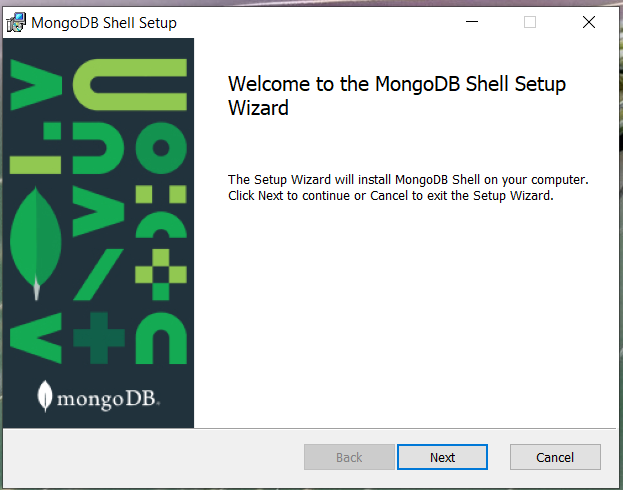 MongoDB Shell Setup
Welcome to the MongoDB Shell Setup
Wizard
The Setup Wizard will install MongoDB Shell on your computer.
Click Next to continue or Cancel to exit the Setup Wizard.
mongoDB®
Back
Next
Cancel